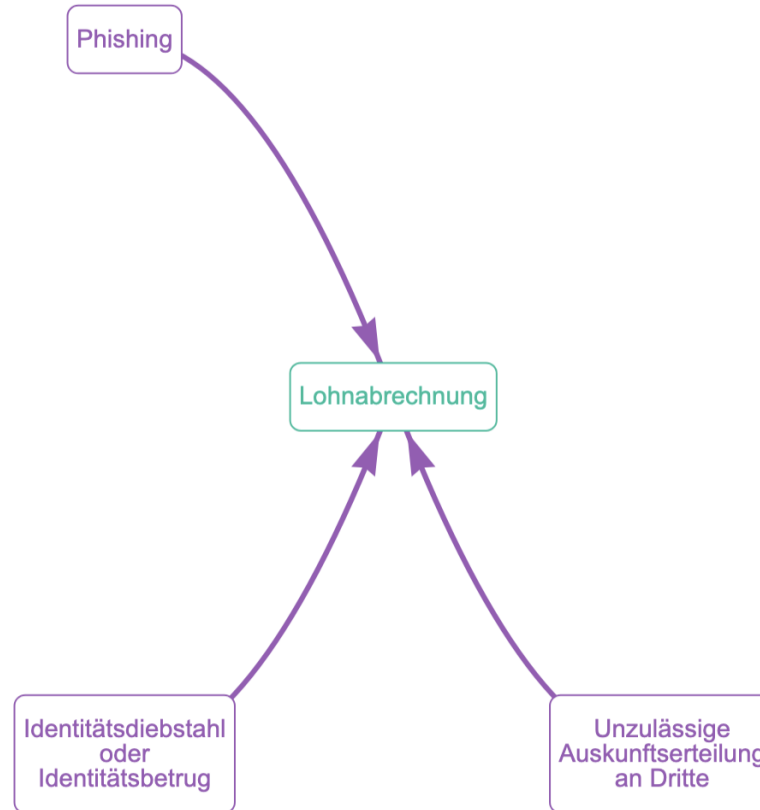 Phishing
Lohnabrechnung
Identitätsdiebstahl
oder
Identitätsbetrug
Unzulässige
Auskunftserteilung
an Dritte